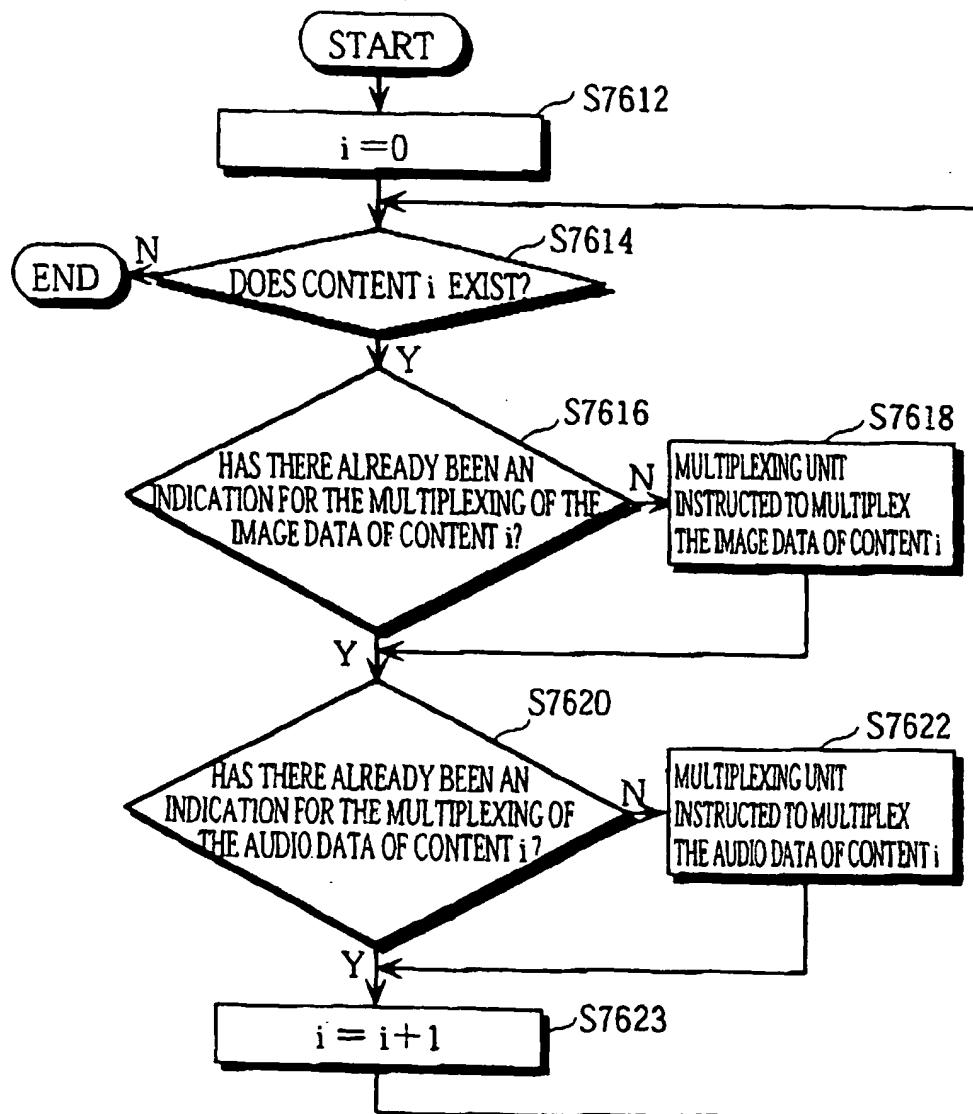 START
S7612
i=0
S7614
N
END
DOES CONTENT i EXIST?
Y
S7616
S7618
HAS THERE ALREADY BEEN AN
INDICATION FOR THE MULTIPLEXING OF THE
IMAGE DATA OF CONTENT i?
N
MULTIPLEXING UNIT
INSTRUCTED TO MULTIPLEX
THE IMAGE DATA OF CONTENT i
Y
S7620
S7622
HAS THERE ALREADY BEEN AN
INDICATION FOR THE MULTIPLEXING OF
THE AUDIO DATA OF CONTENT i?
N
MULTIPLEXING UNIT
INSTRUCTED TO MULTIPLEX
THE AUDIO DATA OF CONTENT i
Y
i = i+1
S7623